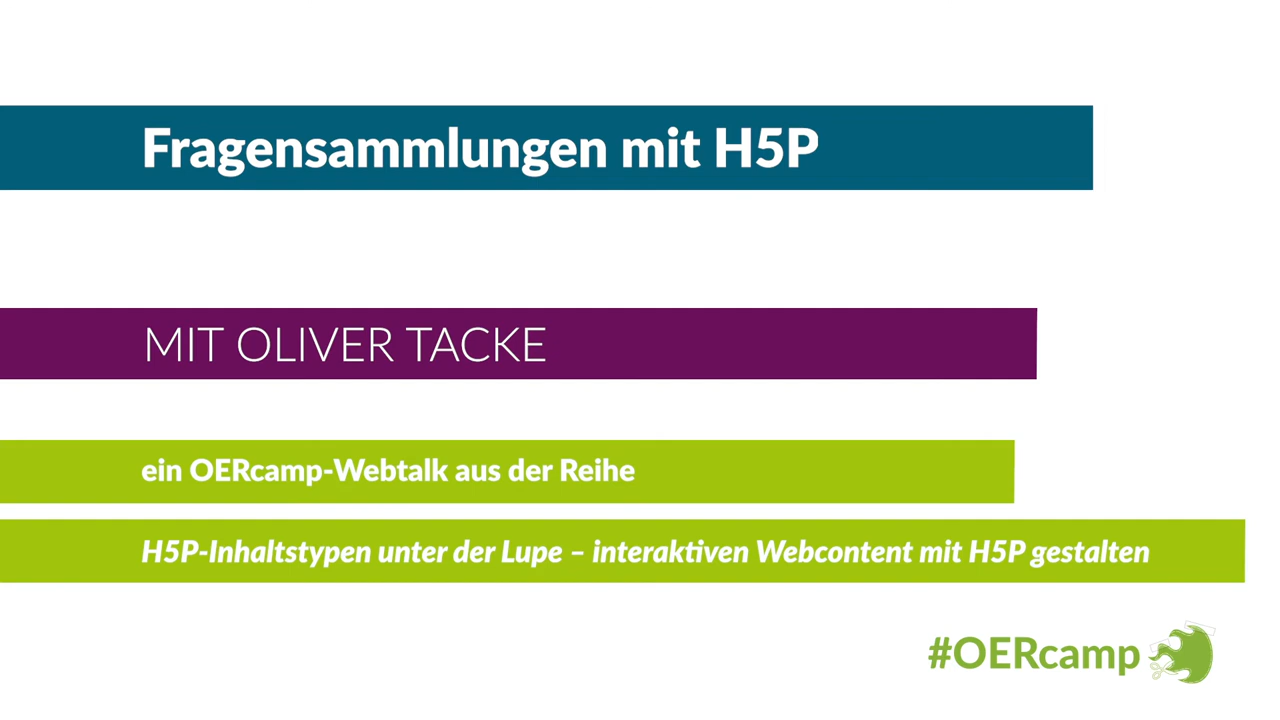 Fragensammlungen mit H5P
MIT OLIVER TACKE
ein OERcamp-Webtalk aus der Reihe
H5P-Inhaltstypen unter der Lupe – interaktiven Webcontent mit H5P gestalten
#OERcamp